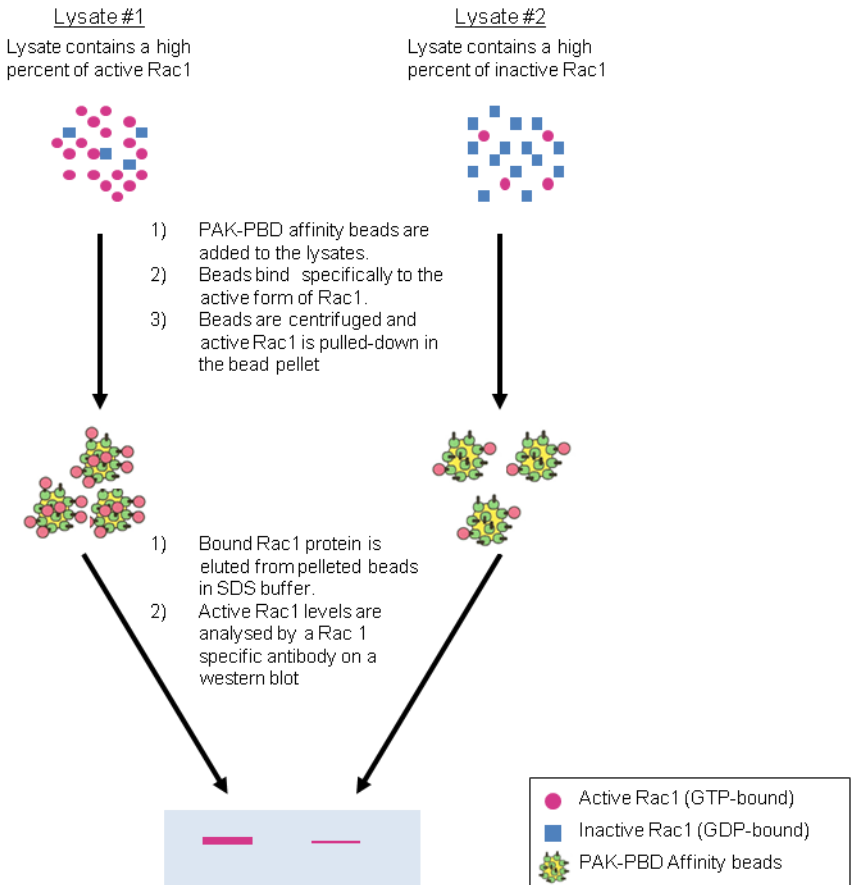 Lysate #1
Lysate contains a high
percent of active Rac1
Lysate #2
Lysate contains a high
percent of inactive Rac1
1) PAK-PBD affinity beads are
added to the lysates.
2) Beads bind specifically to the
active form of Rac1.
3) Beads are centrifuged and
active Rac1 is pulled-down in
the bead pellet
1) Bound Rac1 protein is
eluted from pelleted beads
in SDS buffer.
2) Active Rac1 levels are
analysed by a Rac 1
specific antibody on a
western blot
Active Rac1 (GTP-bound)
Inactive Rac1 (GDP-bound)
PAK-PBD Affinity beads